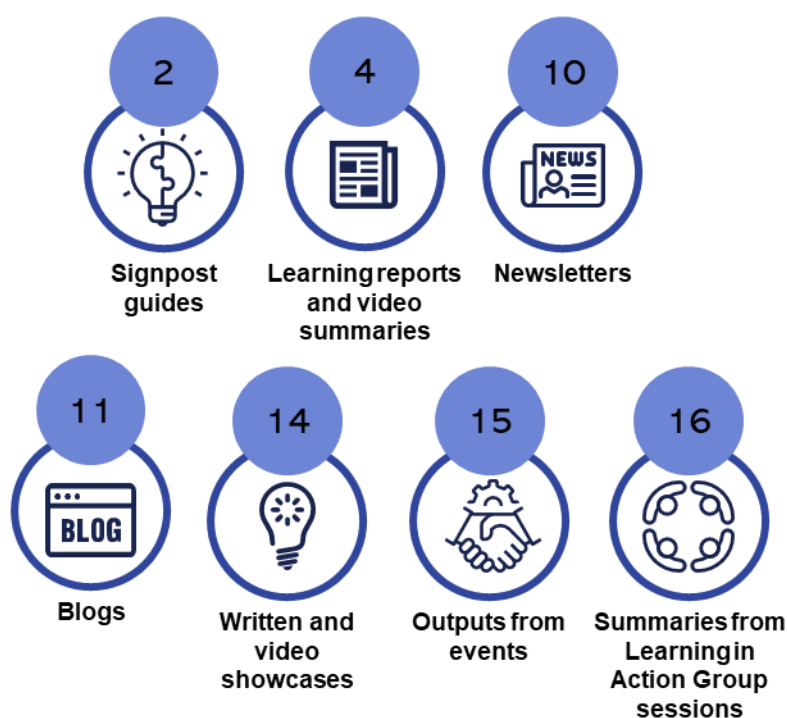 2
4
10
NEWS
Signpost
guides
Learning reports
and video
summaries
Newsletters
11
14
15
16
BLOG
Blogs
Written and
video
showcases
Outputs from
events
Summaries from
Learning in
Action Group
sessions